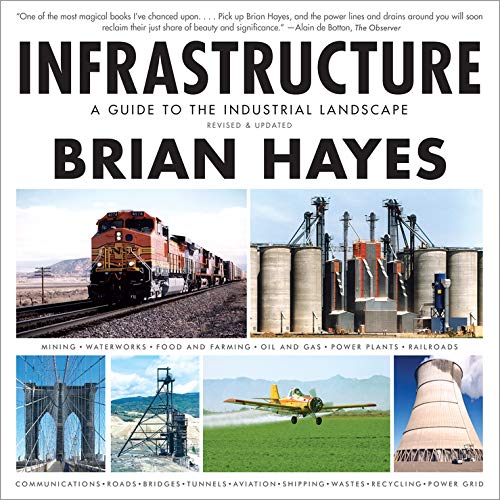 "One of the most magical books I've chanced upon. . . . Pick up Brian Hayes, and the power lines and drains around you will soon
reclaim their just share of beauty and significance." —Alain de Botton, The Observer
INFRASTRUCTURE
A GUIDE TO THE INDUSTRIAL LANDSCAPE
REVISED & UPDATED
BRIAN HAYES
MINING • WATERWORKS • FOOD AND FARMING • OIL AND GAS • POWER PLANTS • RAILROADS
COMMUNICATIONS • ROADS • BRIDGES • TUNNELS • AVIATION • SHIPPING • WASTES • RECYCLING • POWER GRID